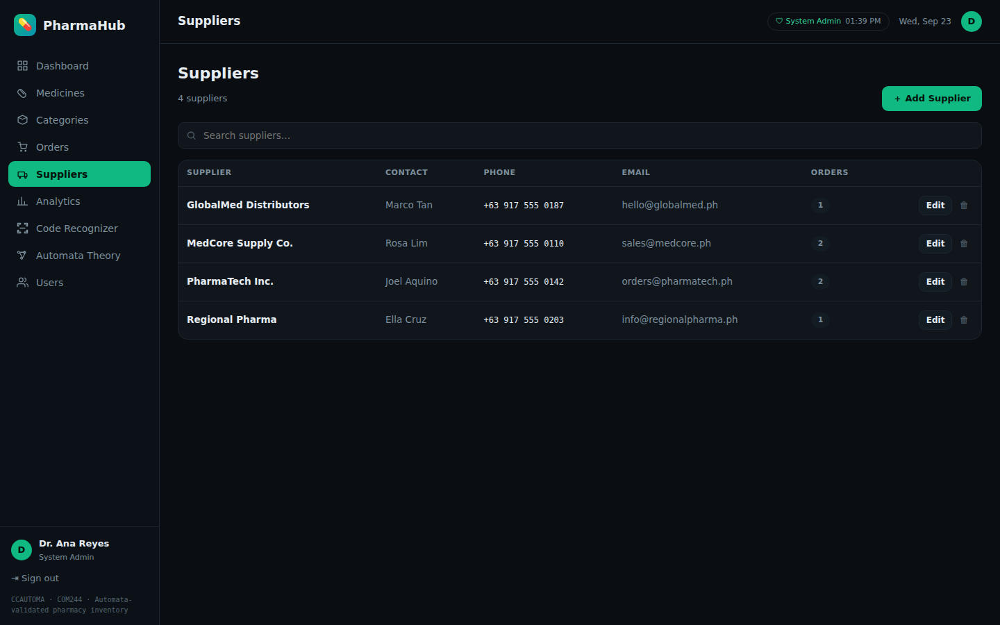 PharmaHub
Dashboard
Medicines
Categories
Orders
Suppliers
Analytics
Code Recognizer
Automata Theory
Users
D
Dr. Ana Reyes
System Admin
⇥ Sign out
CCAUTOMA · COM244 · Automata-
validated pharmacy inventory
Suppliers
System Admin 01:39 PM
Wed, Sep 23
D
Suppliers
4 suppliers
+ Add Supplier
Search suppliers...
SUPPLIER CONTACT PHONE EMAIL ORDERS
GlobalMed Distributors Marco Tan +63 917 555 0187 hello@globalmed.ph 1 Edit
MedCore Supply Co. Rosa Lim +63 917 555 0110 sales@medcore.ph 2 Edit
PharmaTech Inc. Joel Aquino +63 917 555 0142 orders@pharmatech.ph 2 Edit
Regional Pharma Ella Cruz +63 917 555 0203 info@regionalpharma.ph 1 Edit